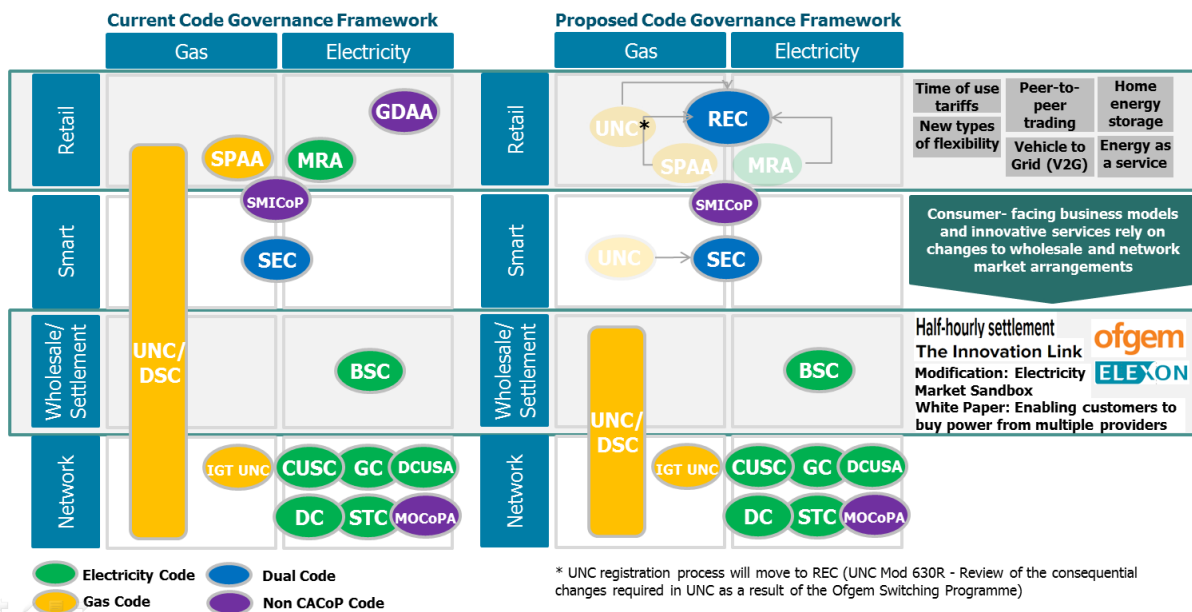 Current Code Governance Framework
Gas
Electricity
Retail
Smart
Wholesale/
Settlement
Network
GDAA
SPAA
MRA
SMICoP
SEC
UNC/
DSC
BSC
IGT UNC
CUSC
GC
DCUSA
DC
STC
MOCoPA
Electricity Code
Dual Code
Gas Code
Non CACoP Code
Proposed Code Governance Framework
Gas
Electricity
Retail
Smart
Wholesale/
Settlement
Network
UNC*
REC
SPAA
MRA
SMICoP
UNC
SEC
UNC/
DSC
BSC
IGT UNC
CUSC
GC
DCUSA
DC
STC
MOCoPA
Time of use
tariffs
New types
of flexibility
Peer-to-
peer
trading
Vehicle to
Grid (V2G)
Home
energy
storage
Energy as
a service
Consumer- facing business models
and innovative services rely on
changes to wholesale and network
market arrangements
Half-hourly settlement
The Innovation Link
Modification: Electricity
Market Sandbox
White Paper: Enabling customers to
buy power from multiple providers
ofgem
ELEXON
* UNC registration process will move to REC (UNC Mod 630R - Review of the consequential
changes required in UNC as a result of the Ofgem Switching Programme)